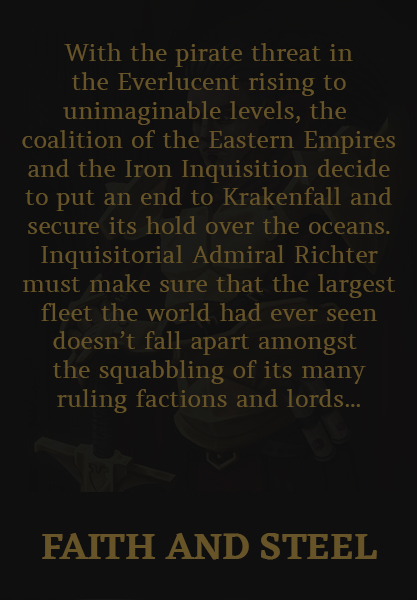 With the pirate threat in
the Everlucent rising to
unimaginable levels, the
coalition of the Eastern Empires
and the Iron Inquisition decide
to put an end to Krakenfall and
secure its hold over the oceans.
Inquisitorial Admiral Richter
must make sure that the largest
fleet the world had ever seen
doesn’t fall apart amongst
the squabbling of its many
ruling factions and lords...
FAITH AND STEEL